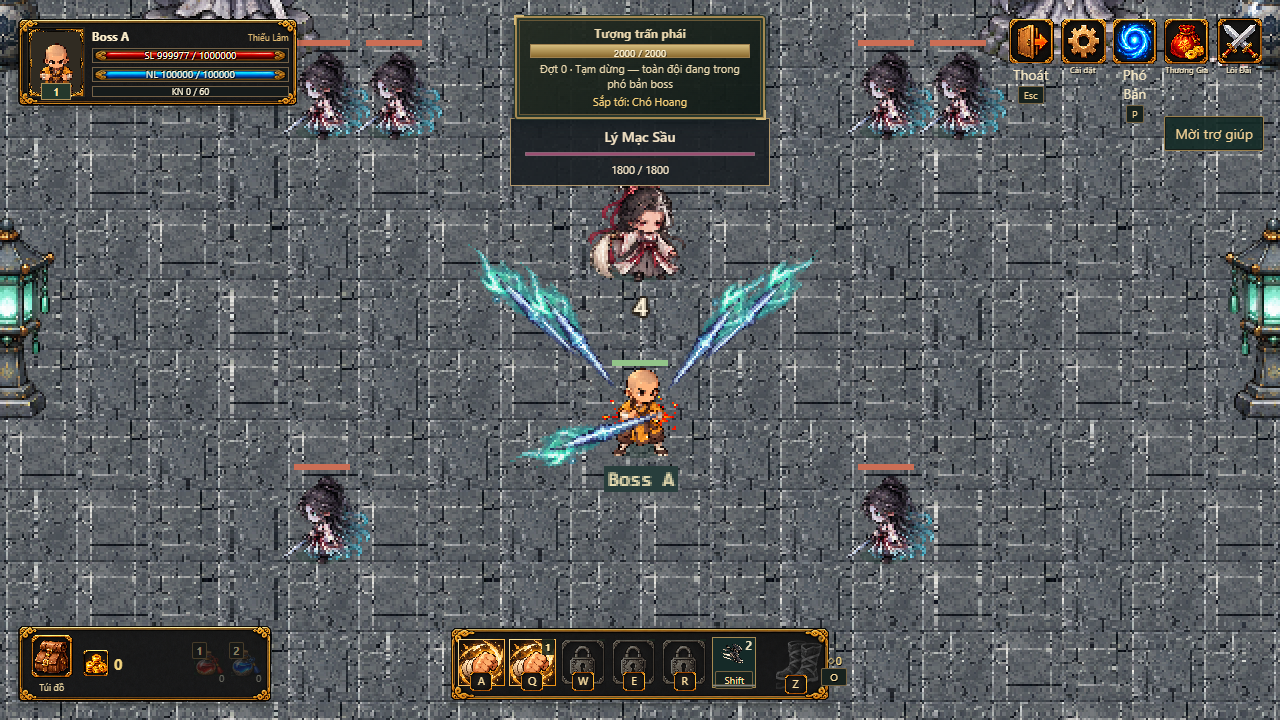 Boss A
Thiếu Lâm
SL 999977 / 1000000
NL 100000 / 100000
1
KN 0 / 60
Tượng trấn phái
2000 / 2000
Đợt 0 · Tạm dừng — toàn đội đang trong
phó bản boss
Sắp tới: Chó Hoang
Lý Mạc Sầu
1800 / 1800
Thoát
Esc
Cài đặt
Phó
Bản
P
Thương Gia
Lôi Đài
Mời trợ giúp
4
Boss A
Túi đồ
0
1
0
2
0
A
1
Q
W
E
R
2
Shift
Z
0
O